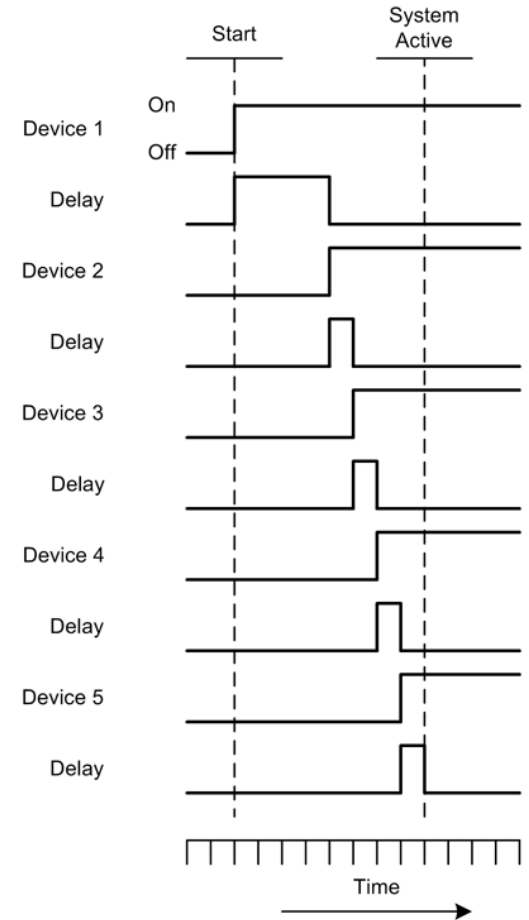 Start
System
Active
On
Device 1
Off
Delay
Device 2
Delay
Device 3
Delay
Device 4
Delay
Device 5
Delay
Time